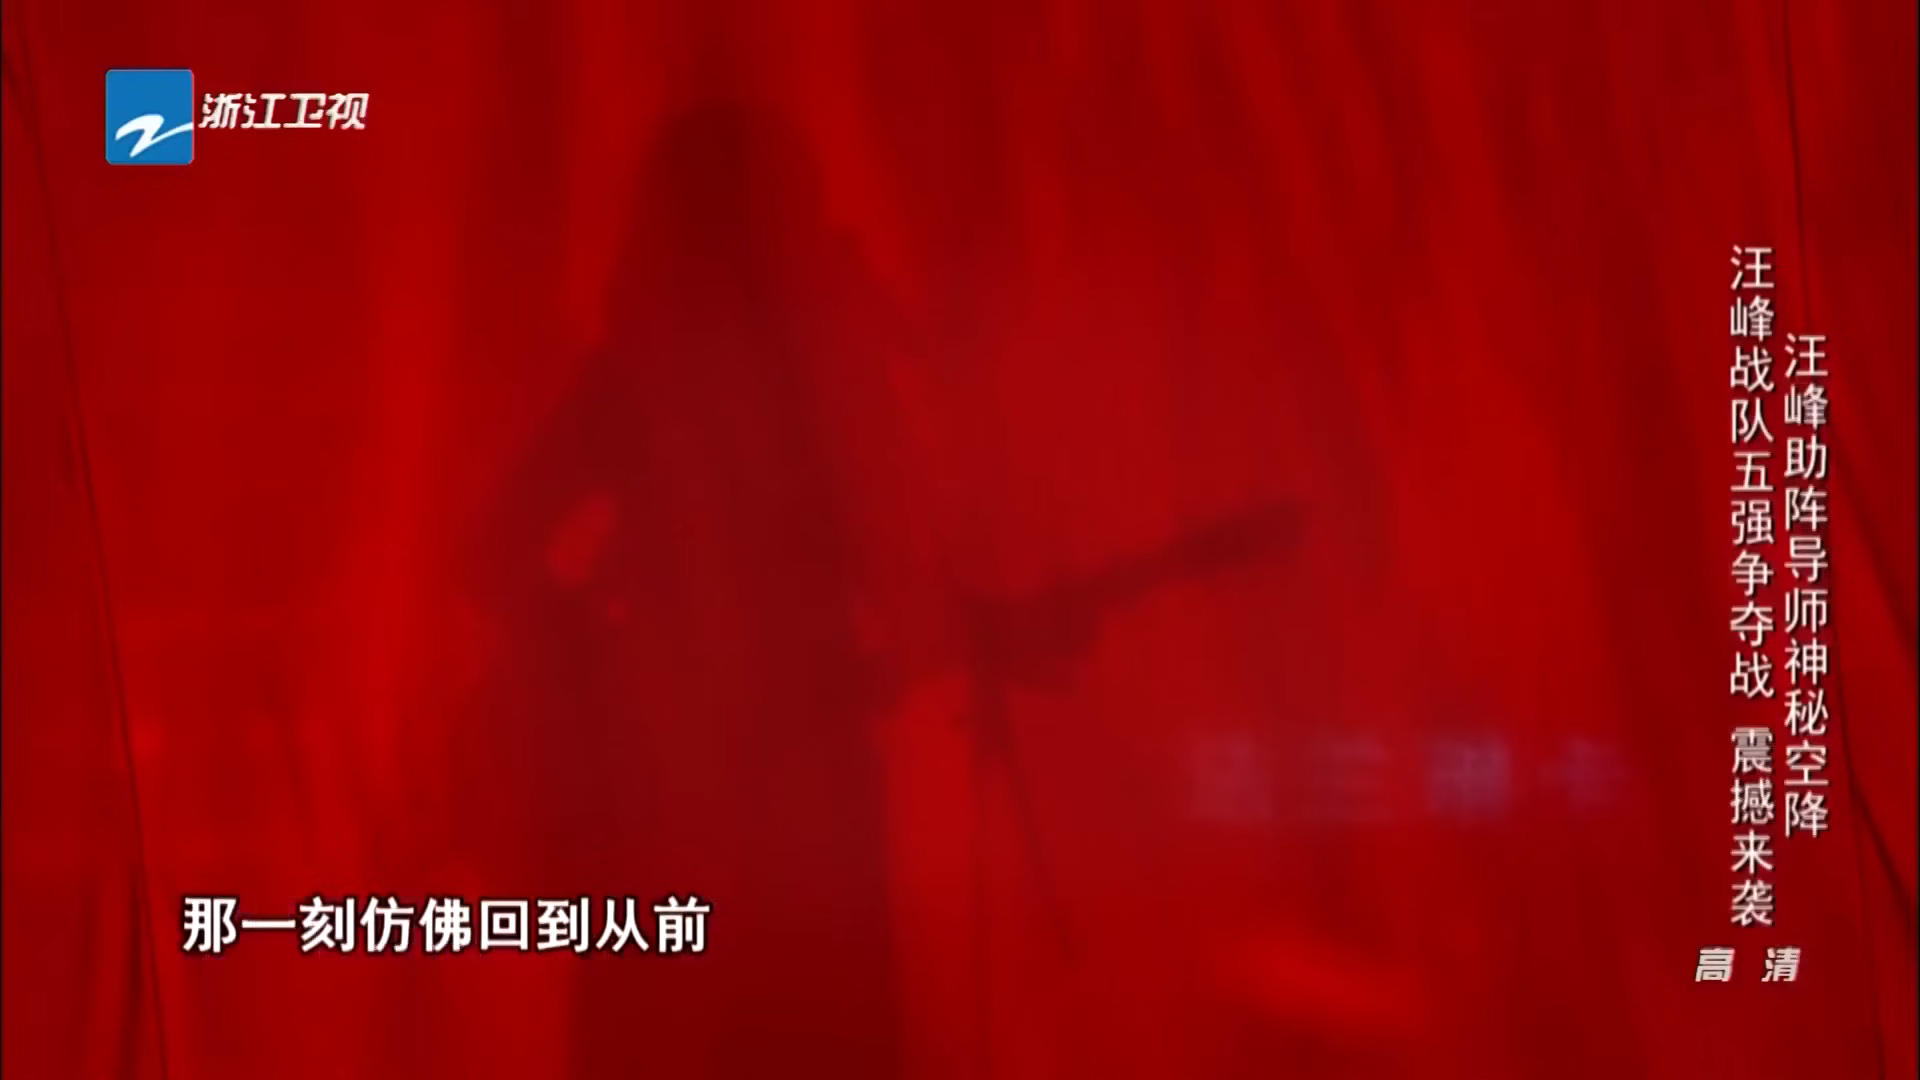 浙江卫视
汪峰助阵导师神秘空降
汪峰战队五强争夺战 震撼来袭
那一刻仿佛回到从前
高 清